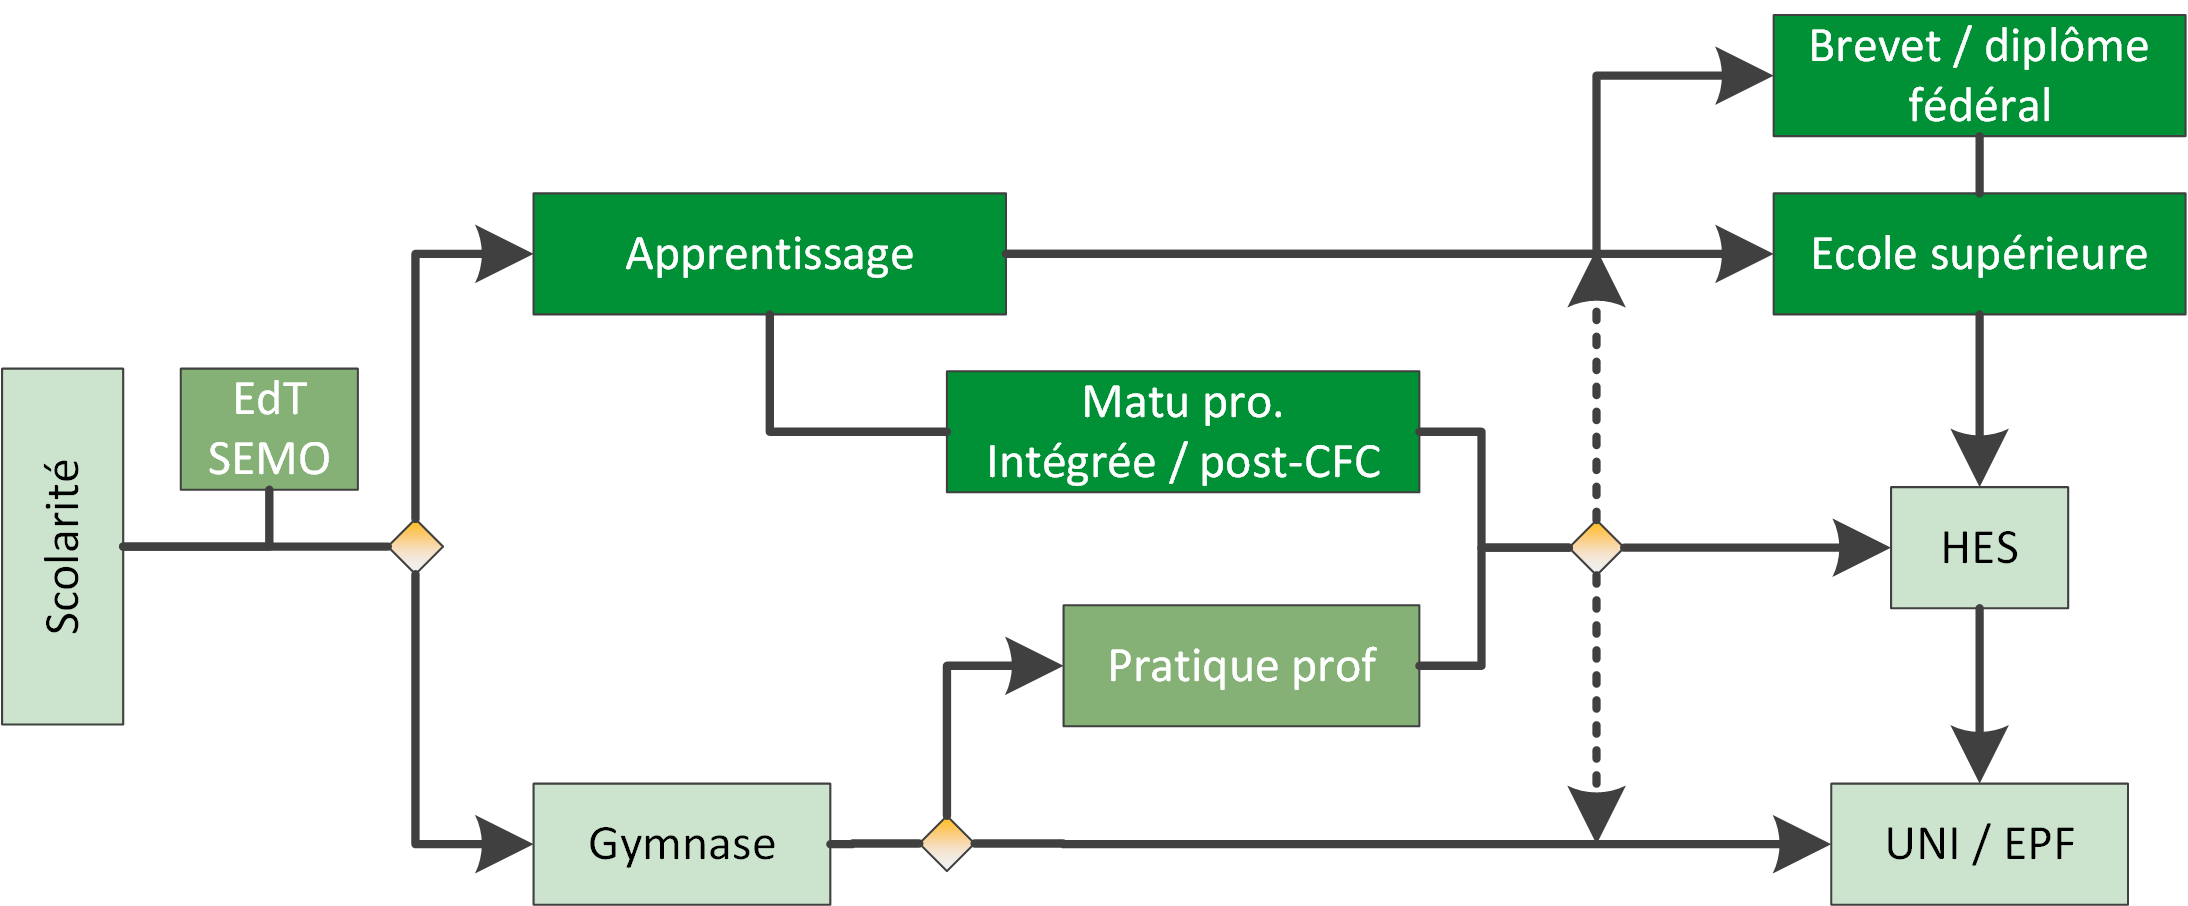 Brevet / diplôme
fédéral
Apprentissage
Ecole supérieure
EdT
SEMO
Matu pro.
Intégrée / post-CFC
Scolarité
HES
Pratique prof
Gymnase
UNI / EPF